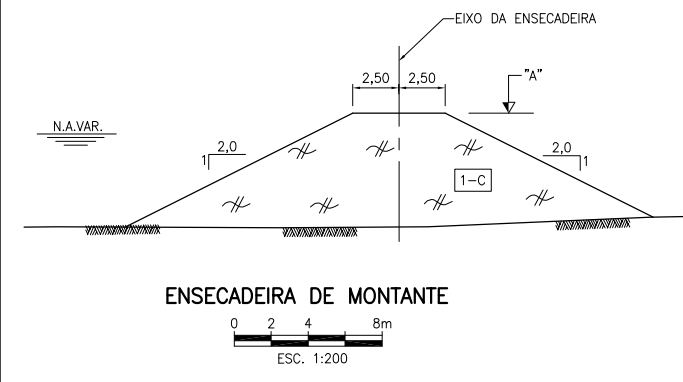 EIXO DA ENSECADEIRA
2,50 2,50
"A"
N.A.VAR.
1 2,0
2,0 1
1-C
ENSECADEIRA DE MONTANTE
0 2 4 8m
ESC. 1:200